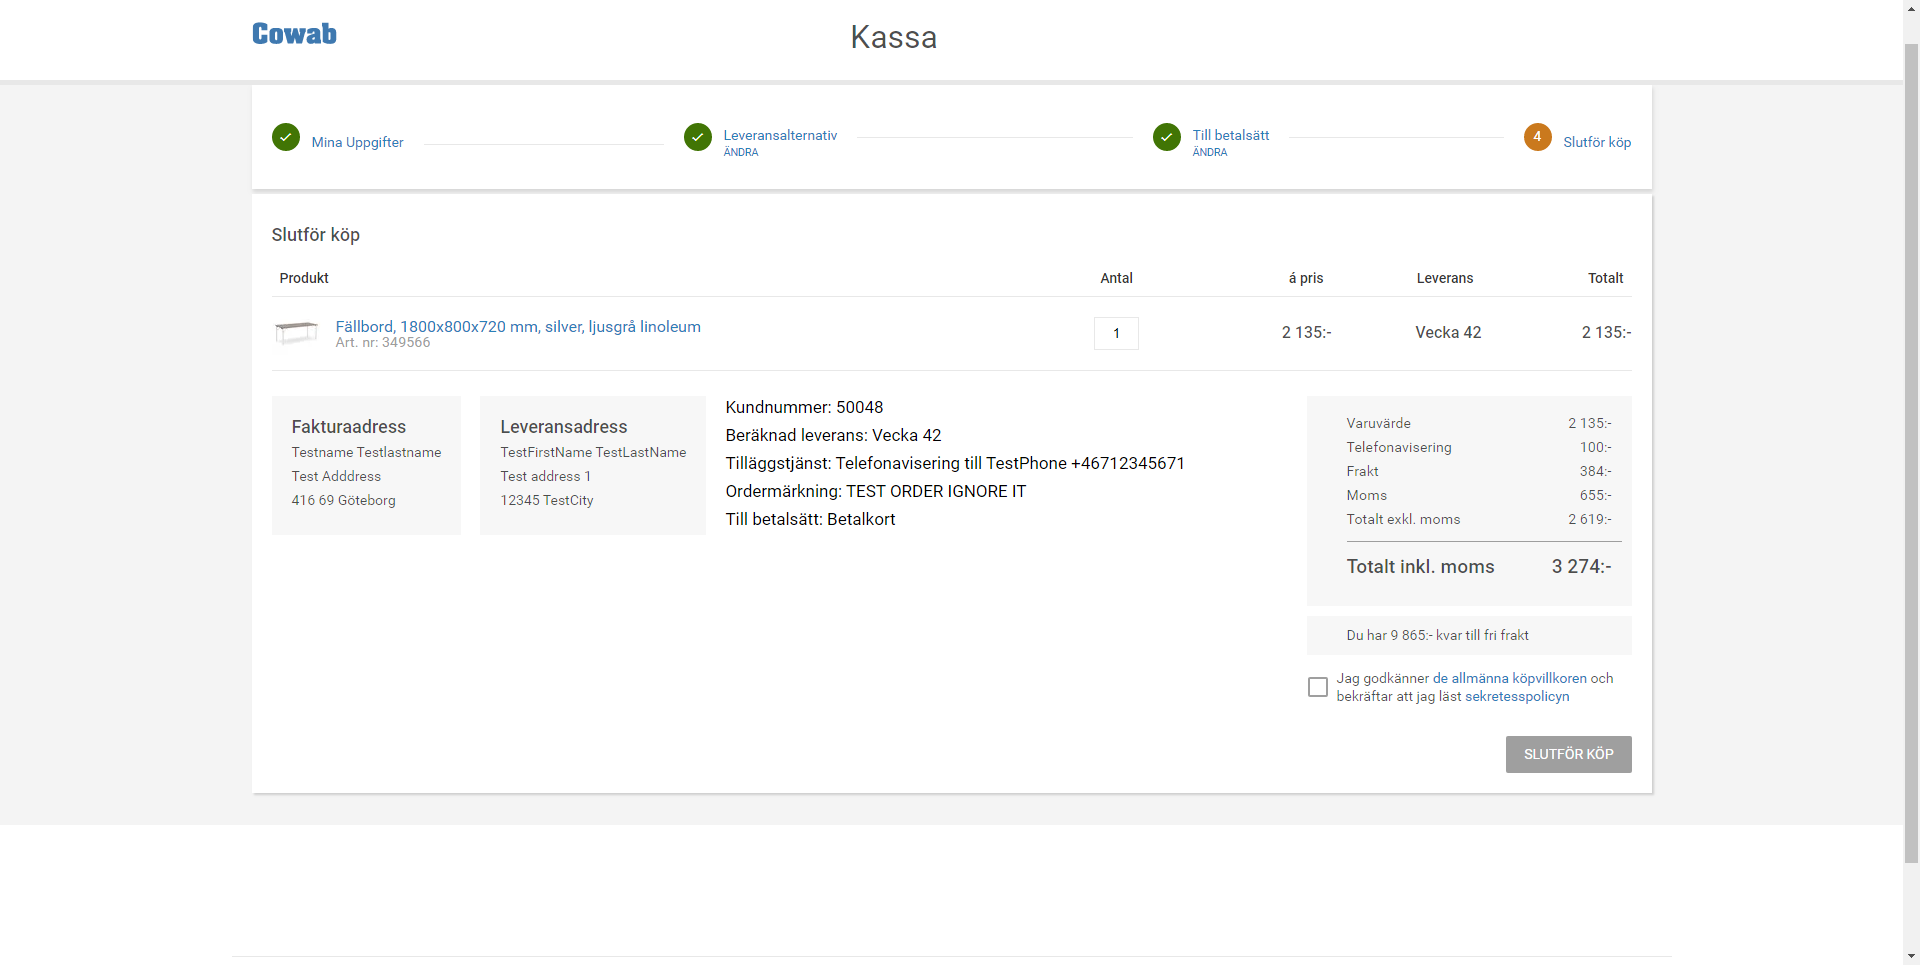 Cowab
Kassa
Mina Uppgifter
Leveransalternativ
ÄNDRA
Till betalsätt
ÄNDRA
4 Slutför köp
Slutför köp
Produkt Antal á pris Leverans Totalt
Fällbord, 1800x800x720 mm, silver, ljusgrå linoleum 1 2 135:- Vecka 42 2 135:-
Art. nr: 349566
Fakturaadress
Testname Testlastname
Test Adddress
416 69 Göteborg
Leveransadress
TestFirstName TestLastName
Test address 1
12345 TestCity
Kundnummer: 50048
Beräknad leverans: Vecka 42
Tilläggstjänst: Telefonavisering till TestPhone +46712345671
Ordermärkning: TEST ORDER IGNORE IT
Till betalsätt: Betalkort
Varuvärde 2 135:-
Telefonavisering 100:-
Frakt 384:-
Moms 655:-
Totalt exkl. moms 2 619:-
Totalt inkl. moms 3 274:-
Du har 9 865:- kvar till fri frakt
Jag godkänner de allmänna köpvillkoren och
bekräftar att jag läst sekretesspolicyn
SLUTFÖR KÖP